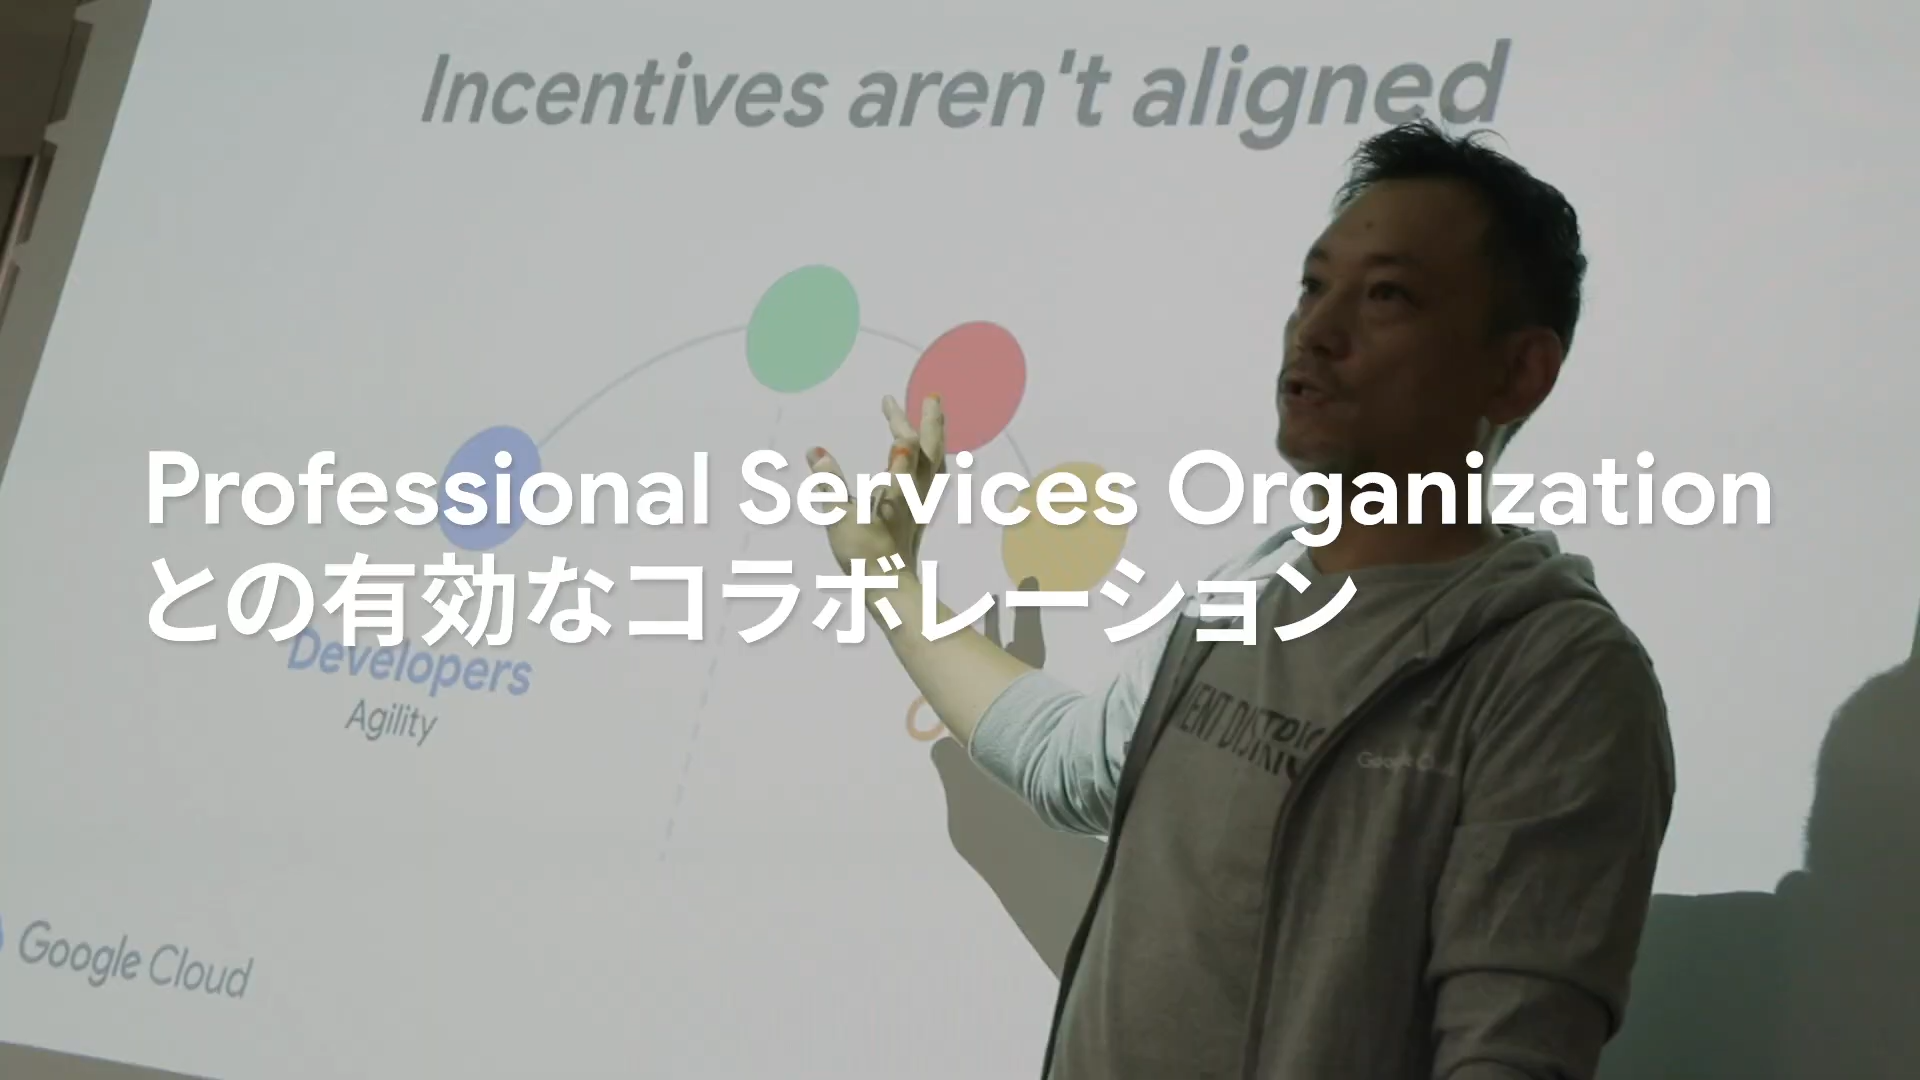 Incentives aren't aligned
Professional Services Organization
との有効なコラボレーション
Developers
Agility
Google Cloud